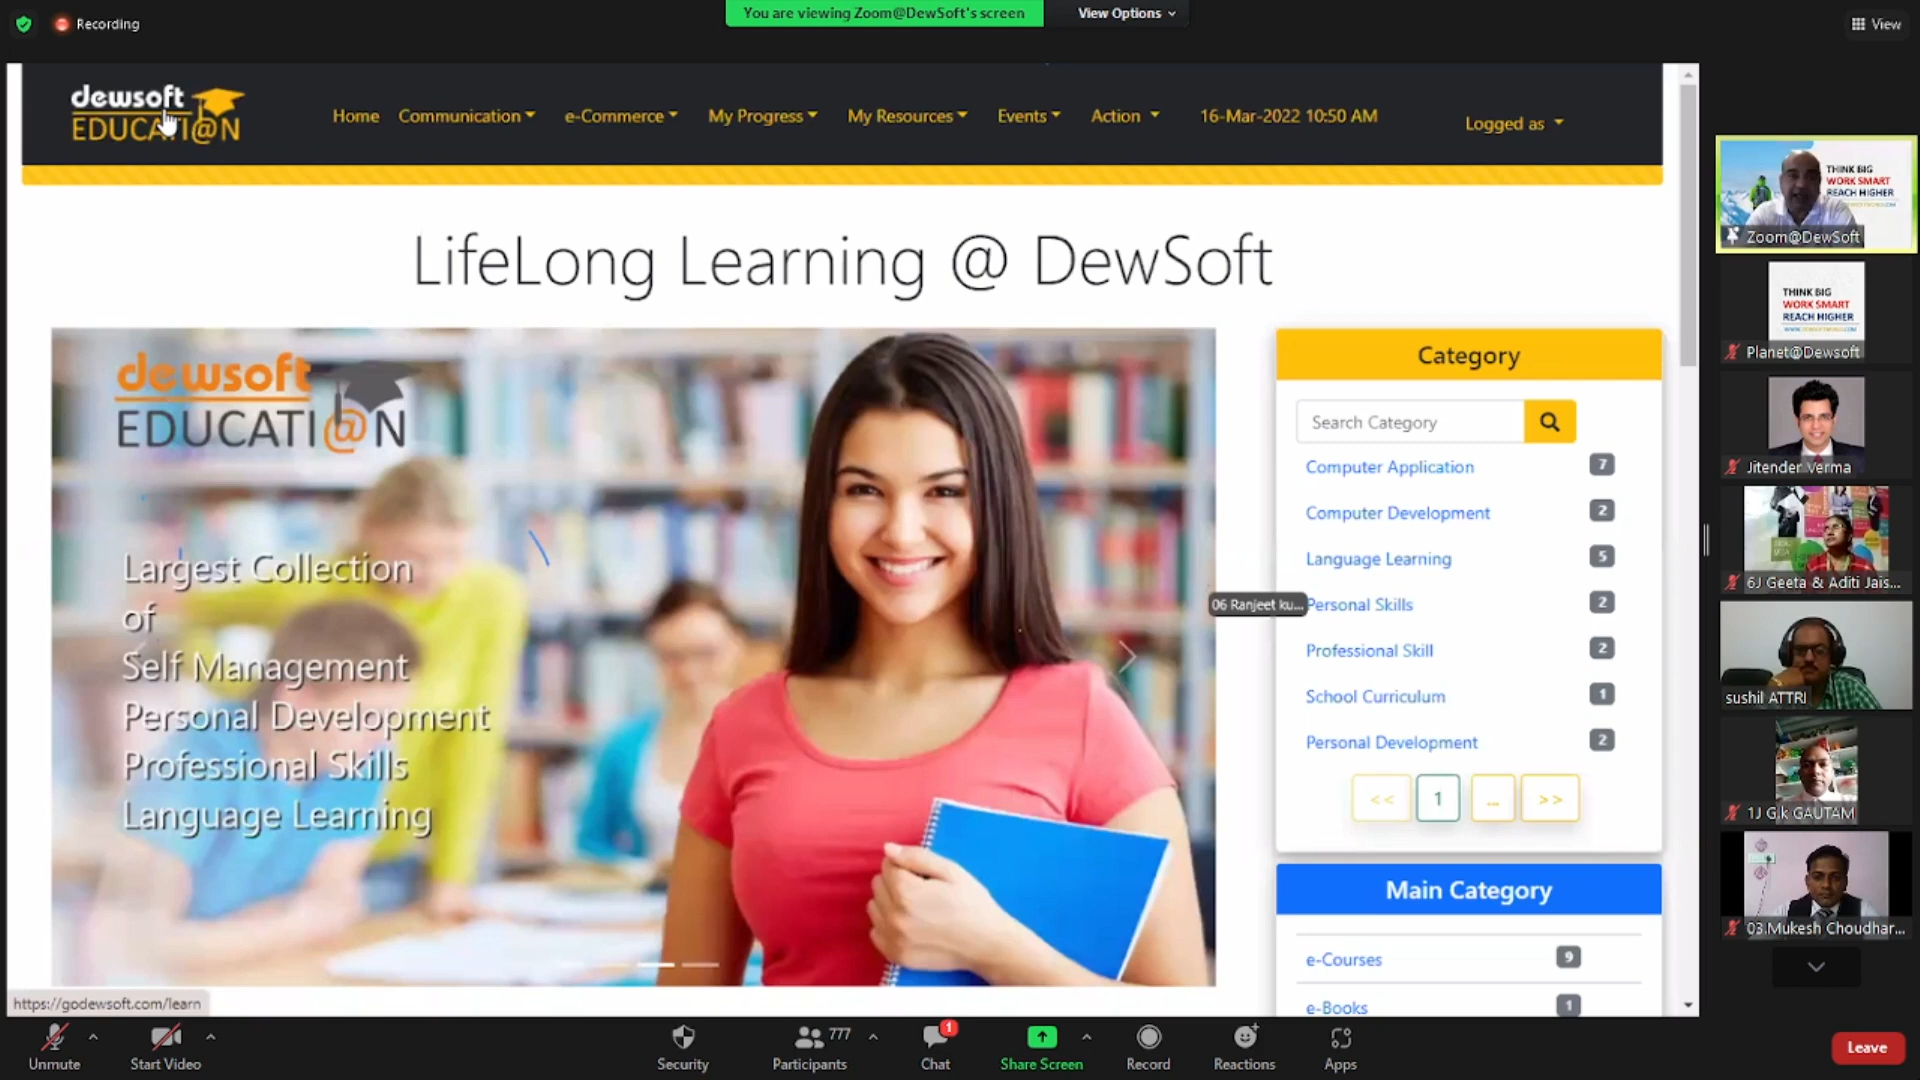 Recording
You are viewing Zoom@DewSoft's screen
View Options
View
dewsoft
EDUCATI@N
Home
Communication
e-Commerce
My Progress
My Resources
Events
Action
16-Mar-2022 10:50 AM
Logged as
LifeLong Learning @ DewSoft
dewsoft
EDUCATI@N
Largest Collection
of
Self Management
Personal Development
Professional Skills
Language Learning
Category
Search Category
Computer Application 7
Computer Development 2
Language Learning 5
06 Ranjeet ku...
Personal Skills 2
Professional Skill 2
School Curriculum 1
Personal Development 2
<< 1 ... >>
Main Category
e-Courses 9
e-Books 1
THINK BIG
WORK SMART
REACH HIGHER
Zoom@DewSoft
THINK BIG
WORK SMART
REACH HIGHER
Planet@Dewsoft
Jitender Verma
6J Geeta & Aditi Jais...
sushil ATTRI
1J G.k GAUTAM
03.Mukesh Choudhar...
https://godewsoft.com/learn
Unmute
Start Video
Security
Participants
777
Chat
1
Share Screen
Record
Reactions
Apps
Leave